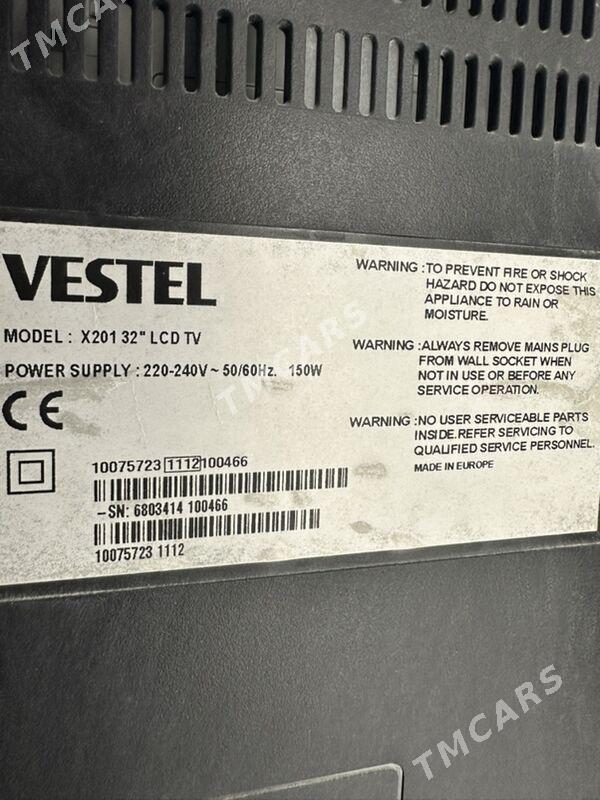 TMCARS
TMCARS
VESTEL
MODEL : X201 32" LCD TV
POWER SUPPLY : 220-240V ~ 50/60Hz. 150W
CE
10075723 1112 100466
-SN: 6803414 100466
10075723 1112
WARNING : TO PREVENT FIRE OR SHOCK
HAZARD DO NOT EXPOSE THIS
APPLIANCE TO RAIN OR
MOISTURE.
WARNING : ALWAYS REMOVE MAINS PLUG
FROM WALL SOCKET WHEN
NOT IN USE OR BEFORE ANY
SERVICE OPERATION.
WARNING : NO USER SERVICEABLE PARTS
INSIDE.REFER SERVICING TO
QUALIFIED SERVICE PERSONNEL.
MADE IN EUROPE
TMCARS
TMCARS